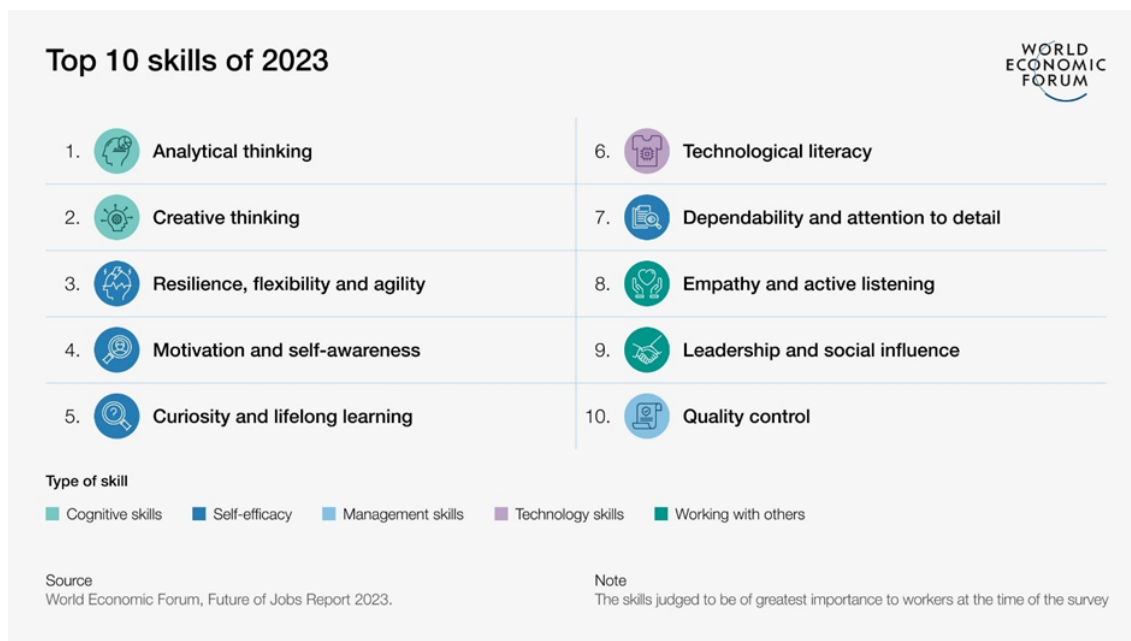 Top 10 skills of 2023
WORLD
ECONOMIC
FORUM
1. Analytical thinking
2. Creative thinking
3. Resilience, flexibility and agility
4. Motivation and self-awareness
5. Curiosity and lifelong learning
6. Technological literacy
7. Dependability and attention to detail
8. Empathy and active listening
9. Leadership and social influence
10. Quality control
Type of skill
Cognitive skills Self-efficacy Management skills Technology skills Working with others
Source
World Economic Forum, Future of Jobs Report 2023.
Note
The skills judged to be of greatest importance to workers at the time of the survey